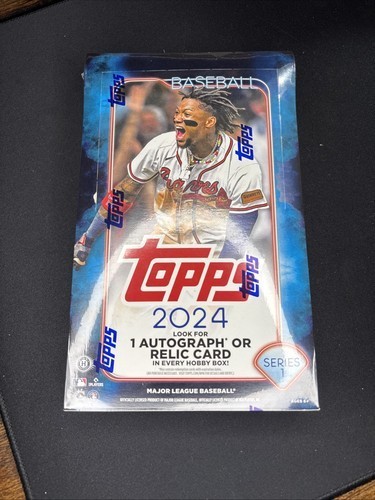 BASEBALL
Topps
Topps
Topps
Topps
Topps
Braves
Topps
2024
LOOK FOR
1 AUTOGRAPH* OR
RELIC CARD
IN EVERY HOBBY BOX!
SERIES
1
MAJOR LEAGUE BASEBALL®